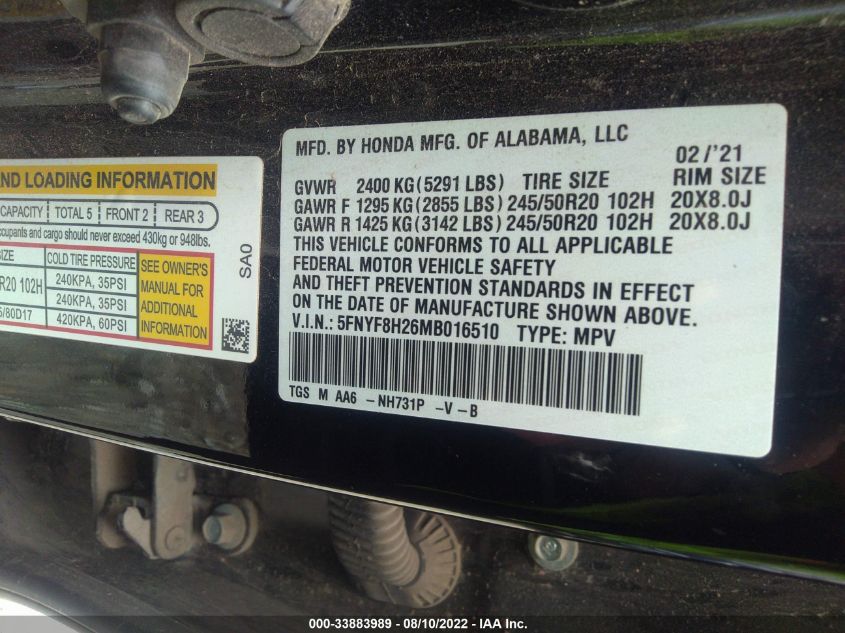 ND LOADING INFORMATION
CAPACITY TOTAL 5 FRONT 2 REAR 3
cupants and cargo should never exceed 430kg or 948lbs.
SIZE COLD TIRE PRESSURE
R20 102H 240KPA, 35PSI
240KPA, 35PSI
5/80D17 420KPA, 60PSI
SEE OWNER'S
MANUAL FOR
ADDITIONAL
INFORMATION
SA0
MFD. BY HONDA MFG. OF ALABAMA, LLC
02/'21
GVWR 2400 KG (5291 LBS) TIRE SIZE RIM SIZE
GAWR F 1295 KG (2855 LBS) 245/50R20 102H 20X8.0J
GAWR R 1425 KG (3142 LBS) 245/50R20 102H 20X8.0J
THIS VEHICLE CONFORMS TO ALL APPLICABLE
FEDERAL MOTOR VEHICLE SAFETY
AND THEFT PREVENTION STANDARDS IN EFFECT
ON THE DATE OF MANUFACTURE SHOWN ABOVE.
V.I.N.: 5FNYF8H26MB016510 TYPE: MPV
TGS M AA6 -NH731P -V-B
000-33883989 - 08/10/2022 - IAA Inc.